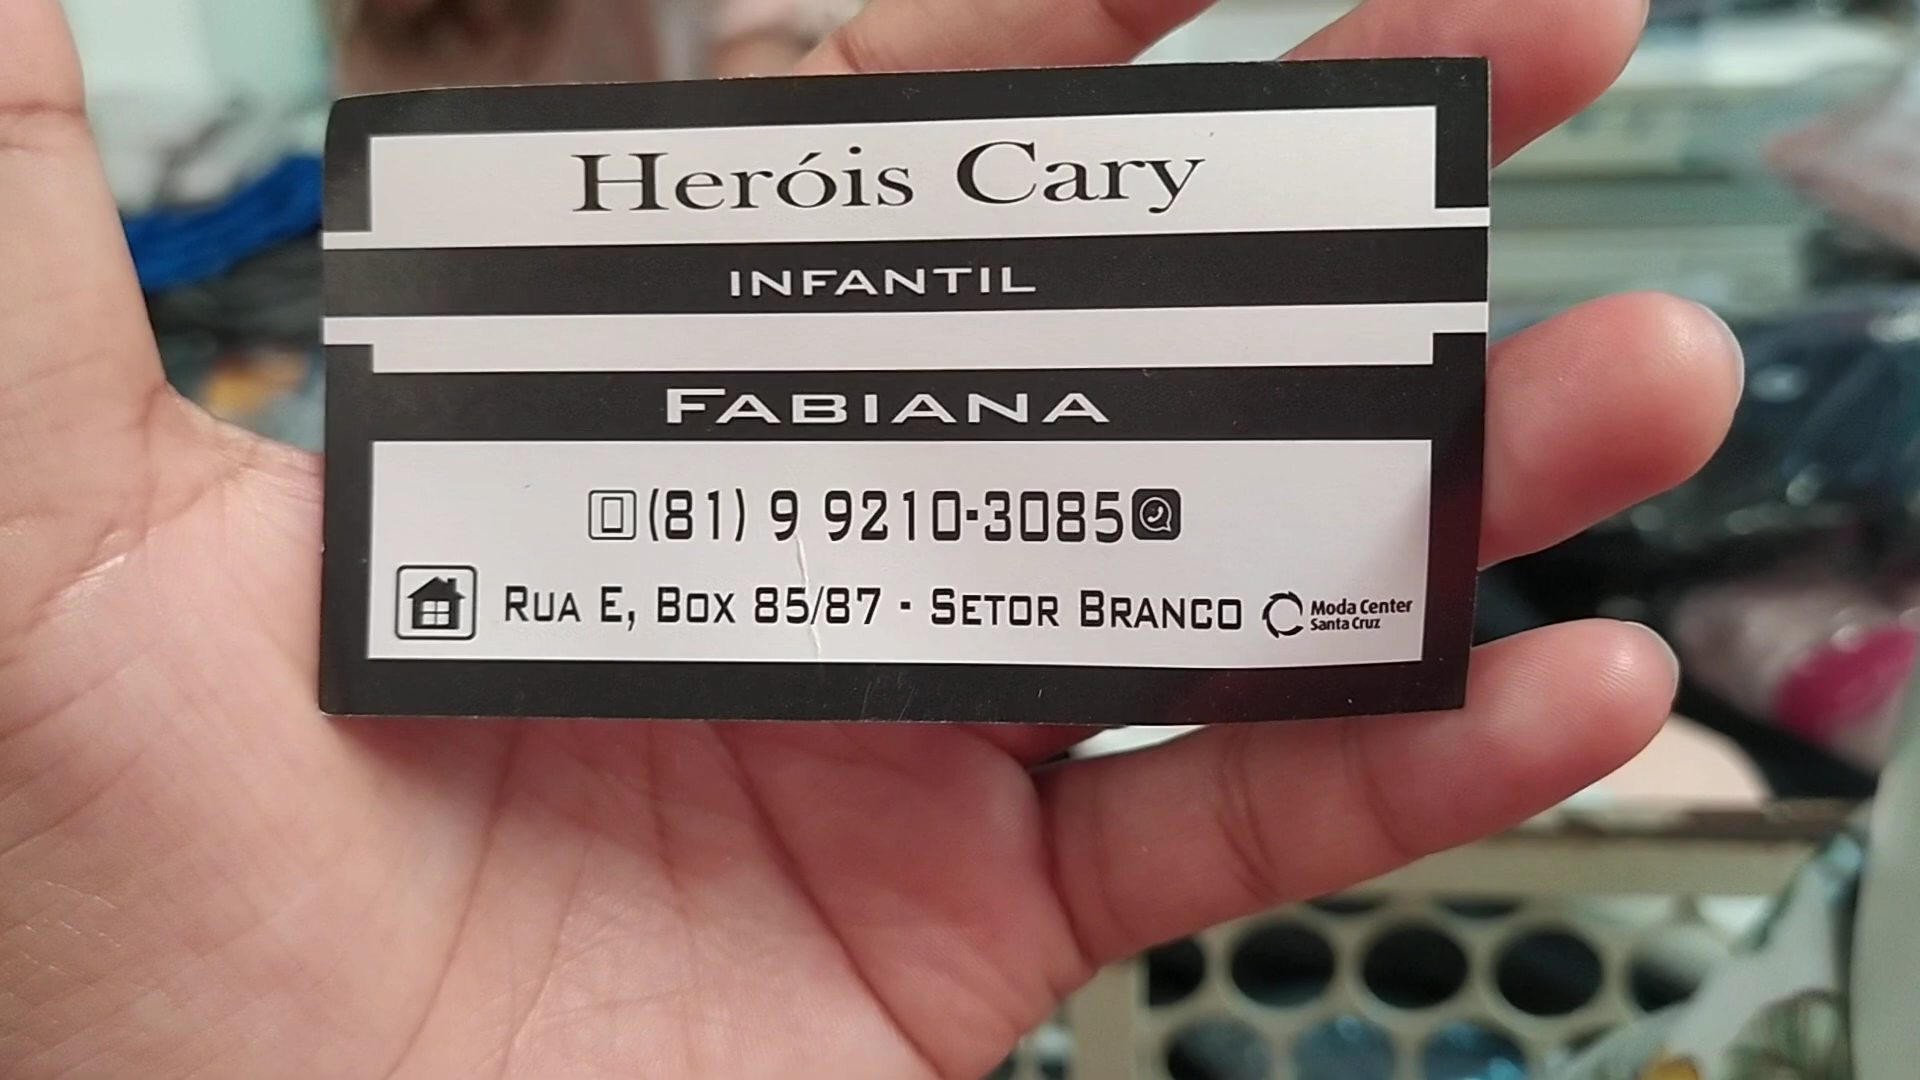 Heróis Cary
INFANTIL
FABIANA
(81) 9 9210-3085
RUA E, BOX 85/87 · SETOR BRANCO
Moda Center
Santa Cruz